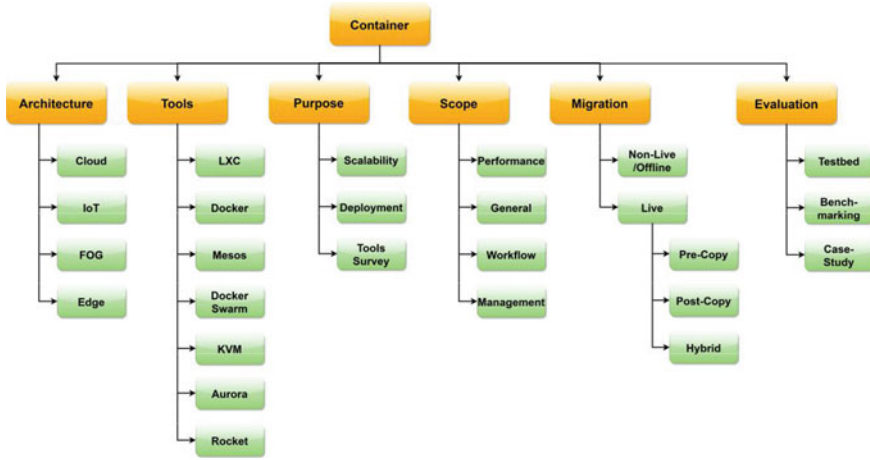 Container
Architecture
Cloud
IoT
FOG
Edge
Tools
LXC
Docker
Mesos
Docker
Swarm
KVM
Aurora
Rocket
Purpose
Scalability
Deployment
Tools
Survey
Scope
Performance
General
Workflow
Management
Migration
Non-Live
/Offline
Live
Pre-Copy
Post-Copy
Hybrid
Evaluation
Testbed
Bench-
marking
Case-
Study